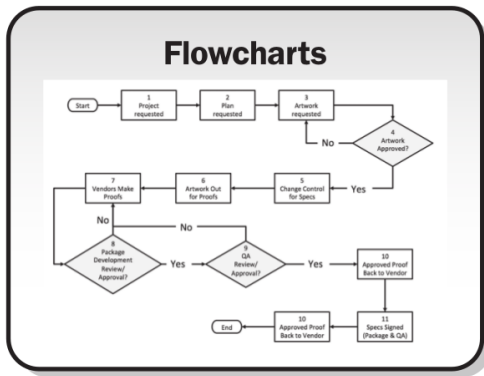 Flowcharts
Start
1
Project
requested
2
Plan
requested
3
Artwork
requested
4
Artwork
Approved?
No
Yes
5
Change Control
for Specs
6
Artwork Out
for Proofs
7
Vendors Make
Proofs
No
No
8
Package
Development
Review/
Approval?
Yes
9
QA
Review/
Approval?
Yes
10
Approved Proof
Back to Vendor
11
Specs Signed
(Package & QA)
10
Approved Proof
Back to Vendor
End